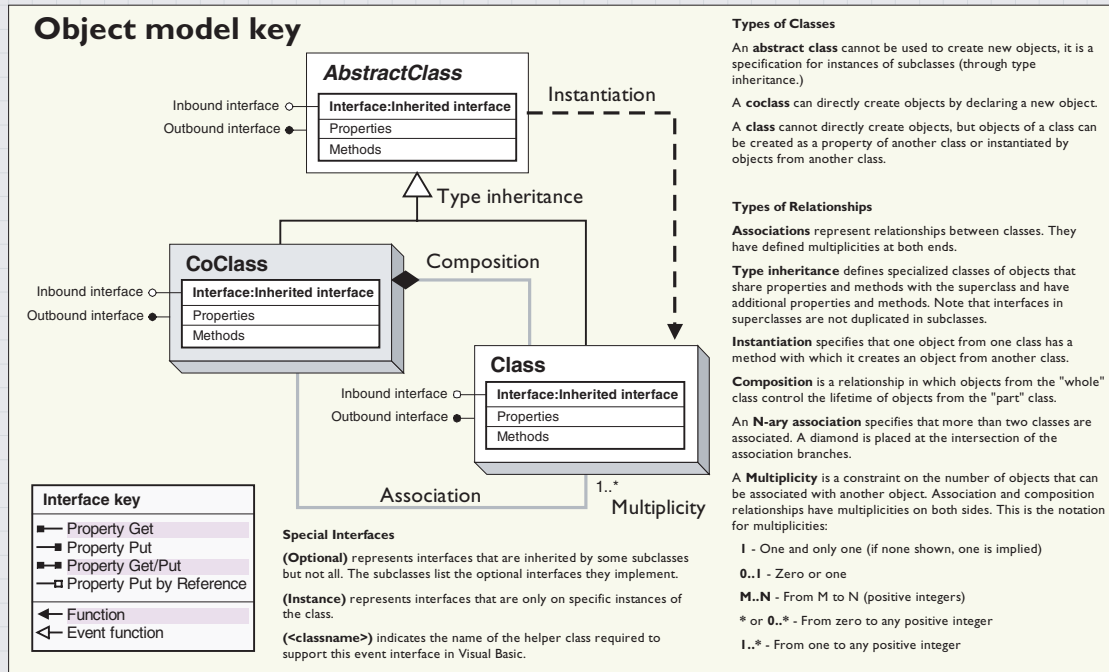 Object model key
AbstractClass
Interface:Inherited interface
Properties
Methods
Inbound interface
Outbound interface
Instantiation
Type inheritance
CoClass
Interface:Inherited interface
Properties
Methods
Inbound interface
Outbound interface
Composition
Class
Interface:Inherited interface
Properties
Methods
Inbound interface
Outbound interface
Association
1..*
Multiplicity
Interface key
Property Get
Property Put
Property Get/Put
Property Put by Reference
Function
Event function
Special Interfaces
(Optional) represents interfaces that are inherited by some subclasses
but not all. The subclasses list the optional interfaces they implement.
(Instance) represents interfaces that are only on specific instances of
the class.
(<classname>) indicates the name of the helper class required to
support this event interface in Visual Basic.
Types of Classes
An abstract class cannot be used to create new objects, it is a
specification for instances of subclasses (through type
inheritance.)
A coclass can directly create objects by declaring a new object.
A class cannot directly create objects, but objects of a class can
be created as a property of another class or instantiated by
objects from another class.
Types of Relationships
Associations represent relationships between classes. They
have defined multiplicities at both ends.
Type inheritance defines specialized classes of objects that
share properties and methods with the superclass and have
additional properties and methods. Note that interfaces in
superclasses are not duplicated in subclasses.
Instantiation specifies that one object from one class has a
method with which it creates an object from another class.
Composition is a relationship in which objects from the "whole"
class control the lifetime of objects from the "part" class.
An N-ary association specifies that more than two classes are
associated. A diamond is placed at the intersection of the
association branches.
A Multiplicity is a constraint on the number of objects that can
be associated with another object. Association and composition
relationships have multiplicities on both sides. This is the notation
for multiplicities:
1 - One and only one (if none shown, one is implied)
0..1 - Zero or one
M..N - From M to N (positive integers)
* or 0..* - From zero to any positive integer
1..* - From one to any positive integer